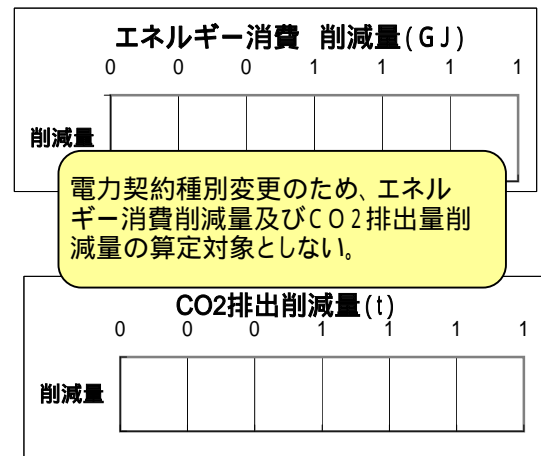 エネルギー消費 削減量(GJ)
0 0 0 1 1 1 1
削減量
電力契約種別変更のため、エネル
ギー消費削減量及びCO2排出量削
減量の算定対象としない。
CO2排出削減量(t)
0 0 0 1 1 1 1
削減量